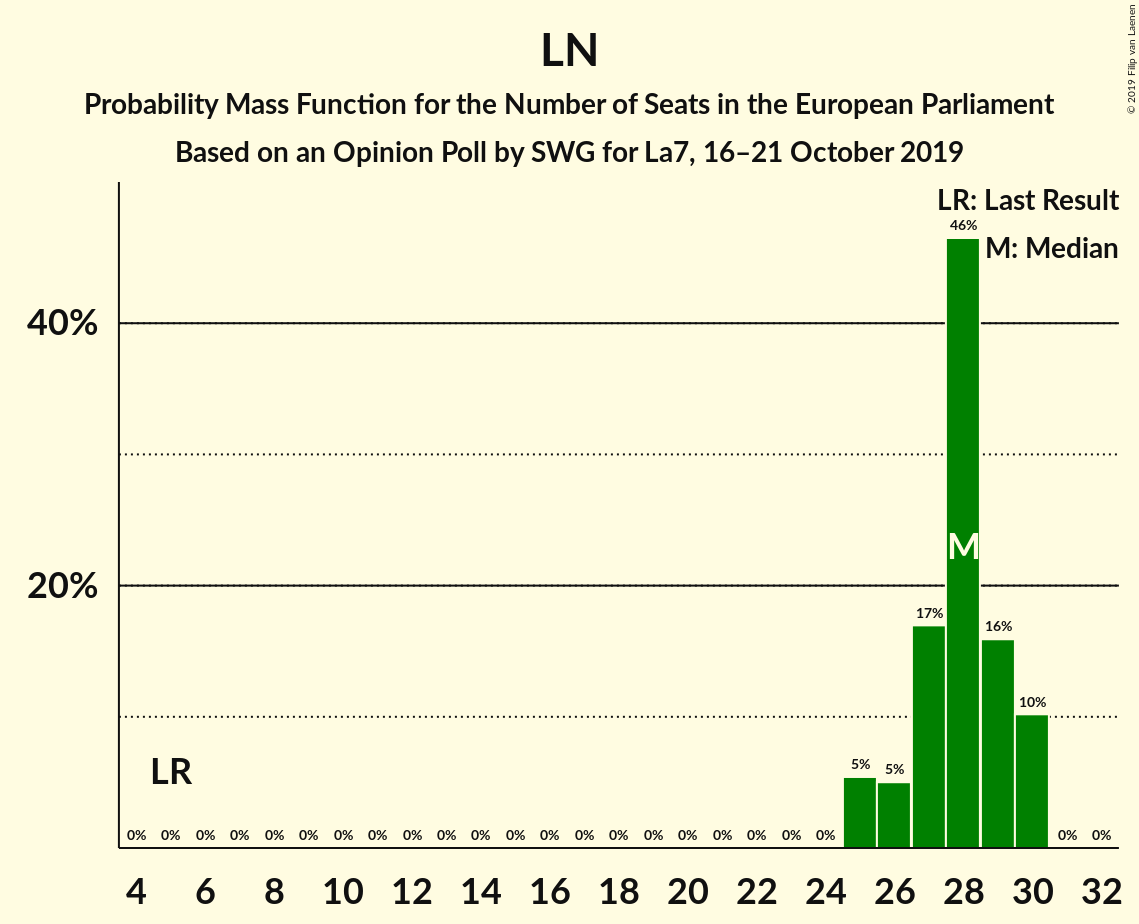 LN
Probability Mass Function for the Number of Seats in the European Parliament
Based on an Opinion Poll by SWG for La7, 16–21 October 2019
© 2019 Filip van Laenen
LR: Last Result
M: Median
46%
40%
M
20%
17%
16%
10%
LR
5%
5%
0% 0% 0% 0% 0% 0% 0% 0% 0% 0% 0% 0% 0% 0% 0% 0% 0% 0% 0% 0% 0% 0% 0%
4 6 8 10 12 14 16 18 20 22 24 26 28 30 32